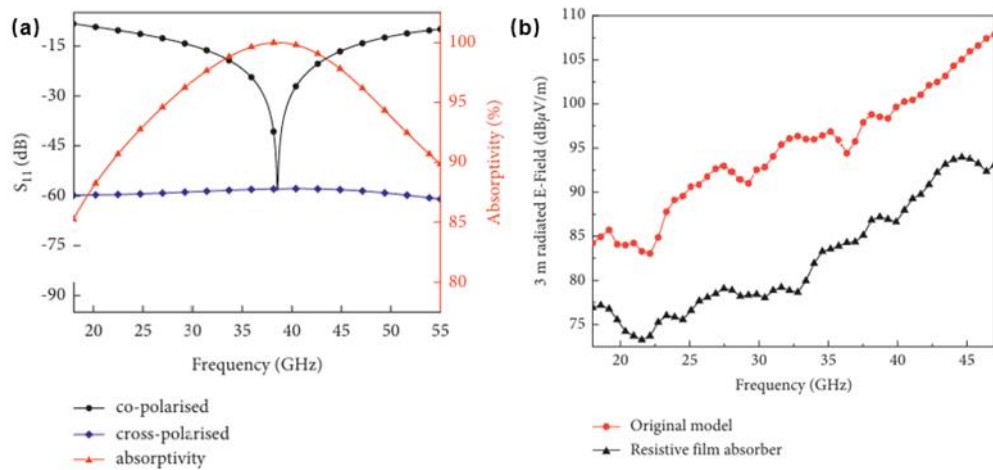 (a)
S11 (dB)
-15
-30
-45
-60
-75
-90
100
95
90
85
80
Absorptivity (%)
20 25 30 35 40 45 50 55
Frequency (GHz)
co-polarised
cross-polarised
absorptivity
(b)
3 m radiated E-Field (dBμV/m)
110
105
100
95
90
85
80
75
20 25 30 35 40 45
Frequency (GHz)
Original model
Resistive film absorber